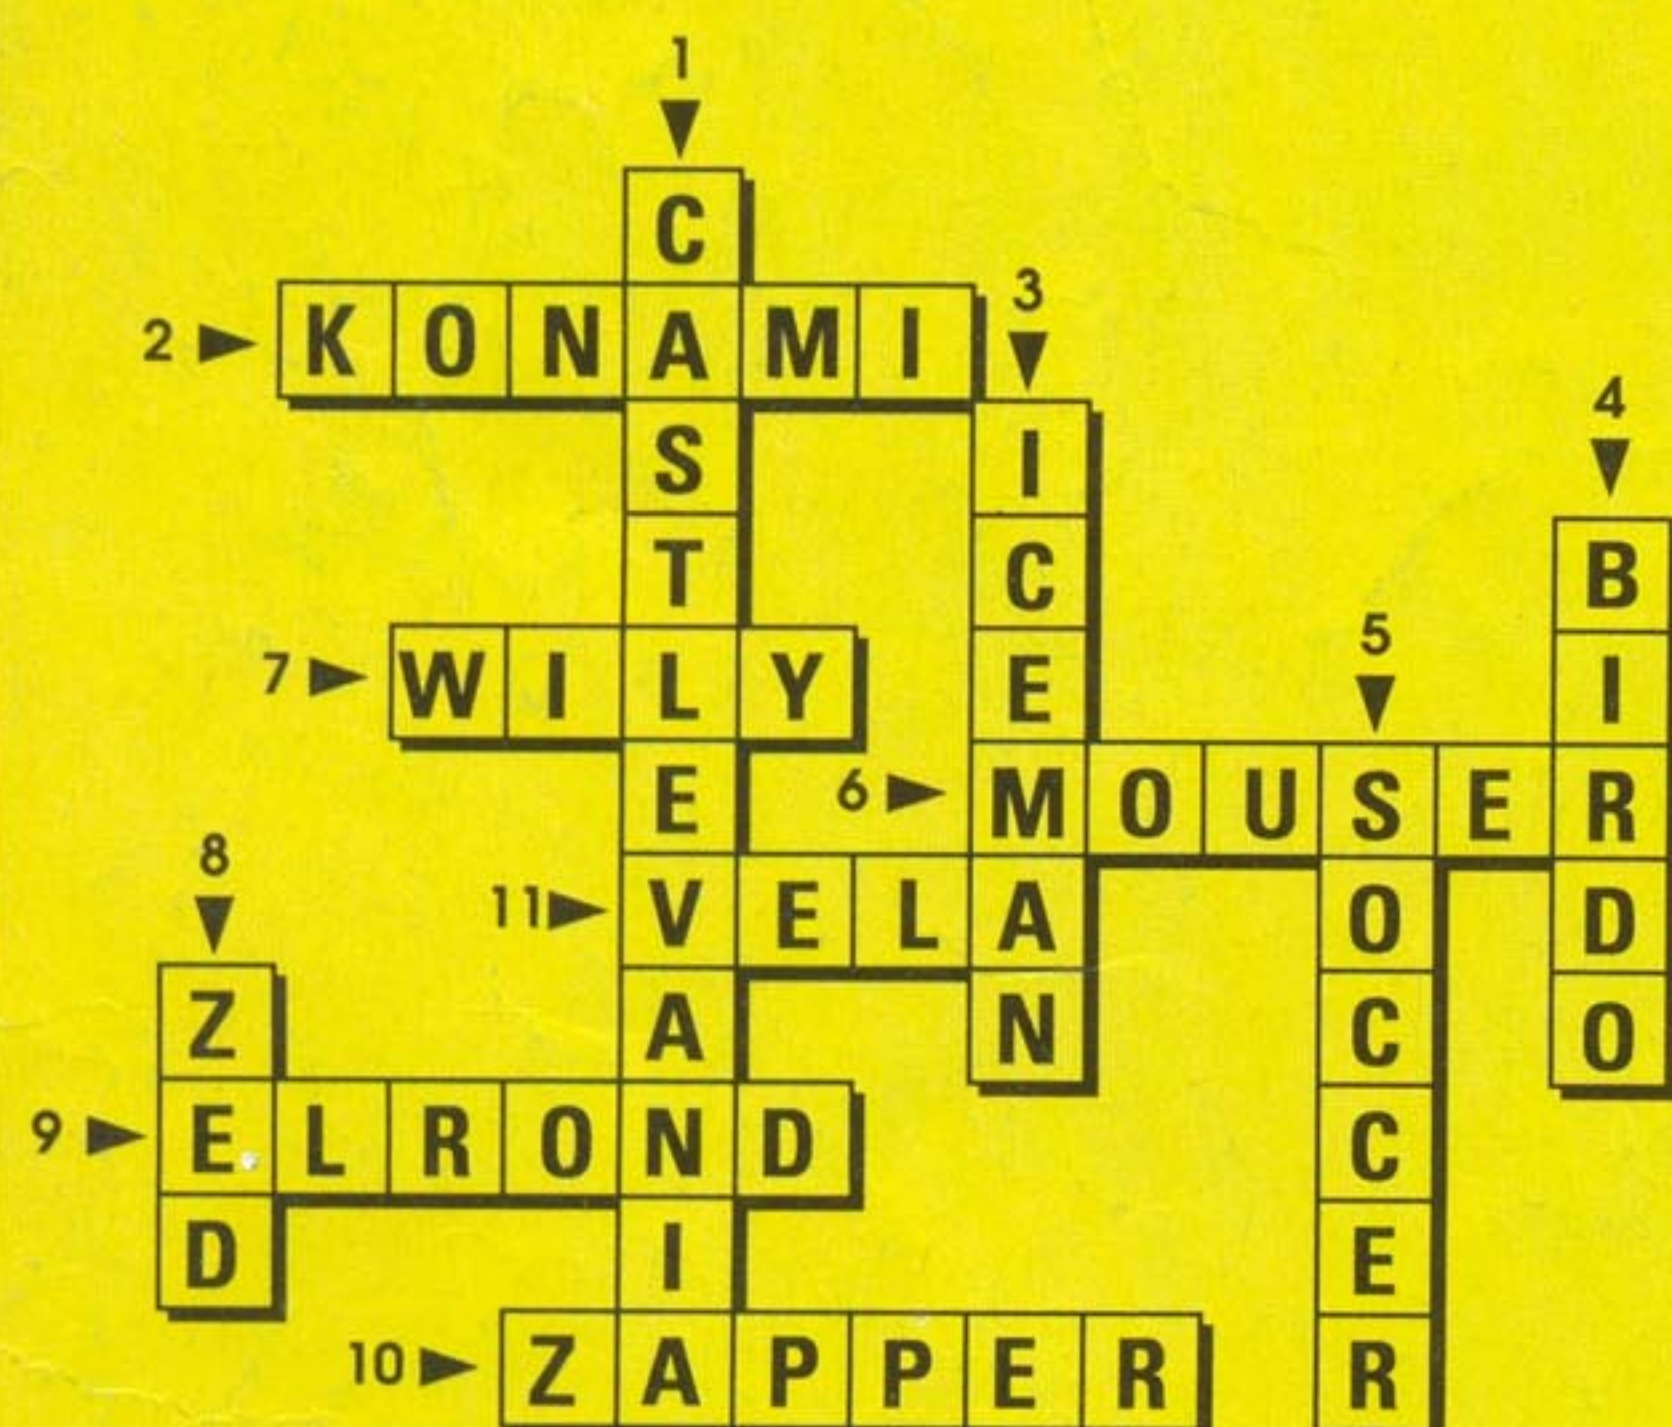 1
C
2 KONAMI
3
S I
4
T C B
5
7 WILY E I
6 E MOUSER
8
11 VELA O D
Z A N C O
9 ELROND C
D I E
10 ZAPPER R